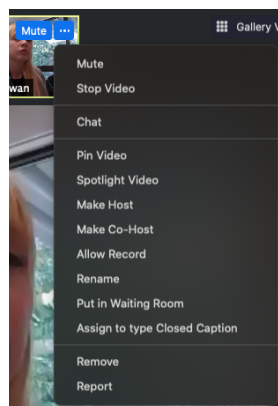 Mute ···
Gallery V
wan
Mute
Stop Video
Chat
Pin Video
Spotlight Video
Make Host
Make Co-Host
Allow Record
Rename
Put in Waiting Room
Assign to type Closed Caption
Remove
Report